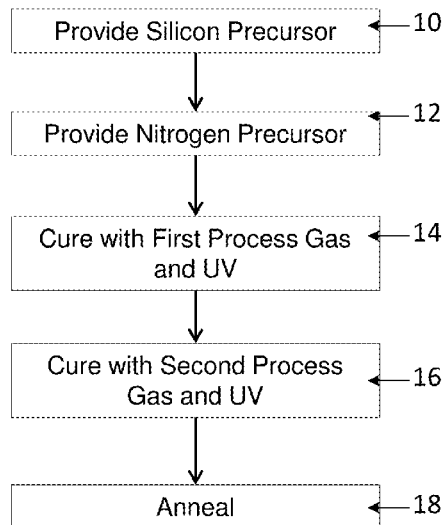 Provide Silicon Precursor
10
Provide Nitrogen Precursor
12
Cure with First Process Gas
and UV
14
Cure with Second Process
Gas and UV
16
Anneal
18